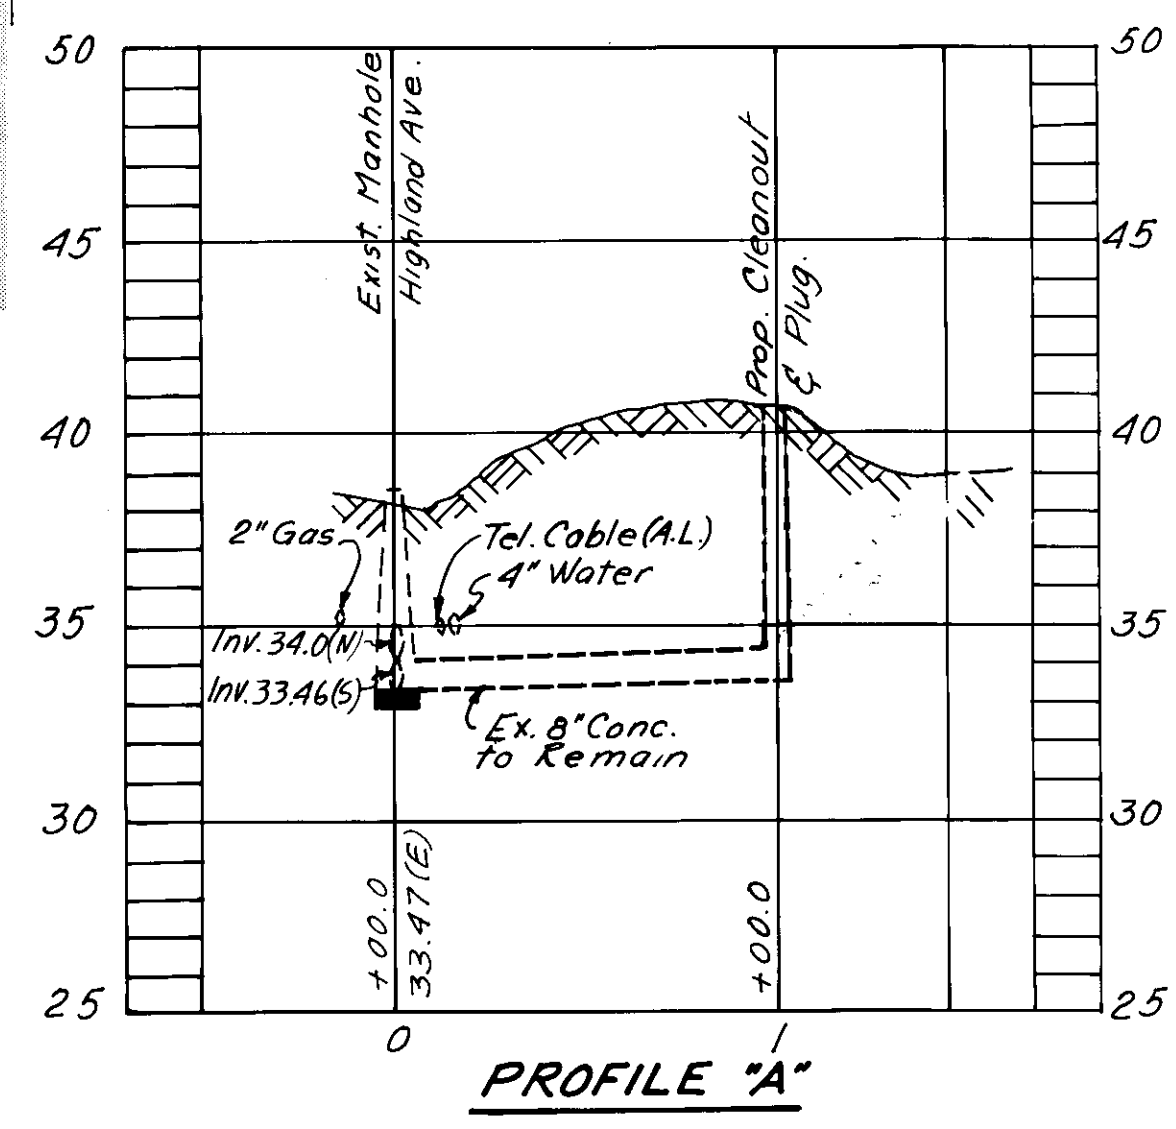 50
50
Exist. Manhole
Highland Ave.
Prop. Cleanout
& Plug.
45
45
40
40
2" Gas
Tel. Cable (A.L.)
4" Water
35
35
Inv. 34.0 (N)
Inv. 33.46 (S)
Ex. 8" Conc.
to Remain
30
30
+00.0
33.47 (E)
+00.0
25
25
0
1
PROFILE "A"